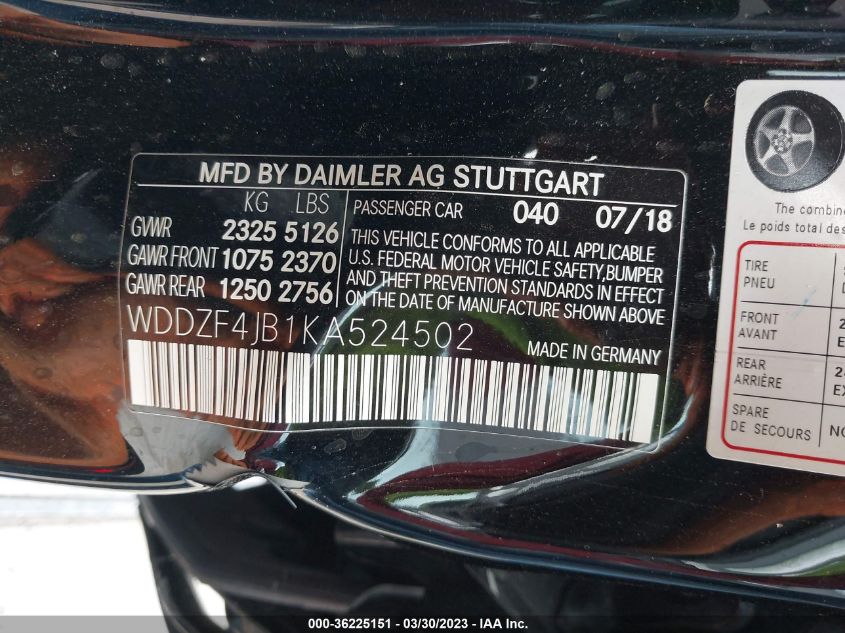 MFD BY DAIMLER AG STUTTGART
KG LBS
GVWR 2325 5126
GAWR FRONT 1075 2370
GAWR REAR 1250 2756
PASSENGER CAR 040 07/18
THIS VEHICLE CONFORMS TO ALL APPLICABLE
U.S. FEDERAL MOTOR VEHICLE SAFETY,BUMPER
AND THEFT PREVENTION STANDARDS IN EFFECT
ON THE DATE OF MANUFACTURE SHOWN ABOVE
WDDZF4JB1KA524502
MADE IN GERMANY
The combine
Le poids total des
TIRE
PNEU
FRONT
AVANT
REAR
ARRIÈRE
SPARE
DE SECOURS
000-36225151 — 03/30/2023 — IAA Inc.